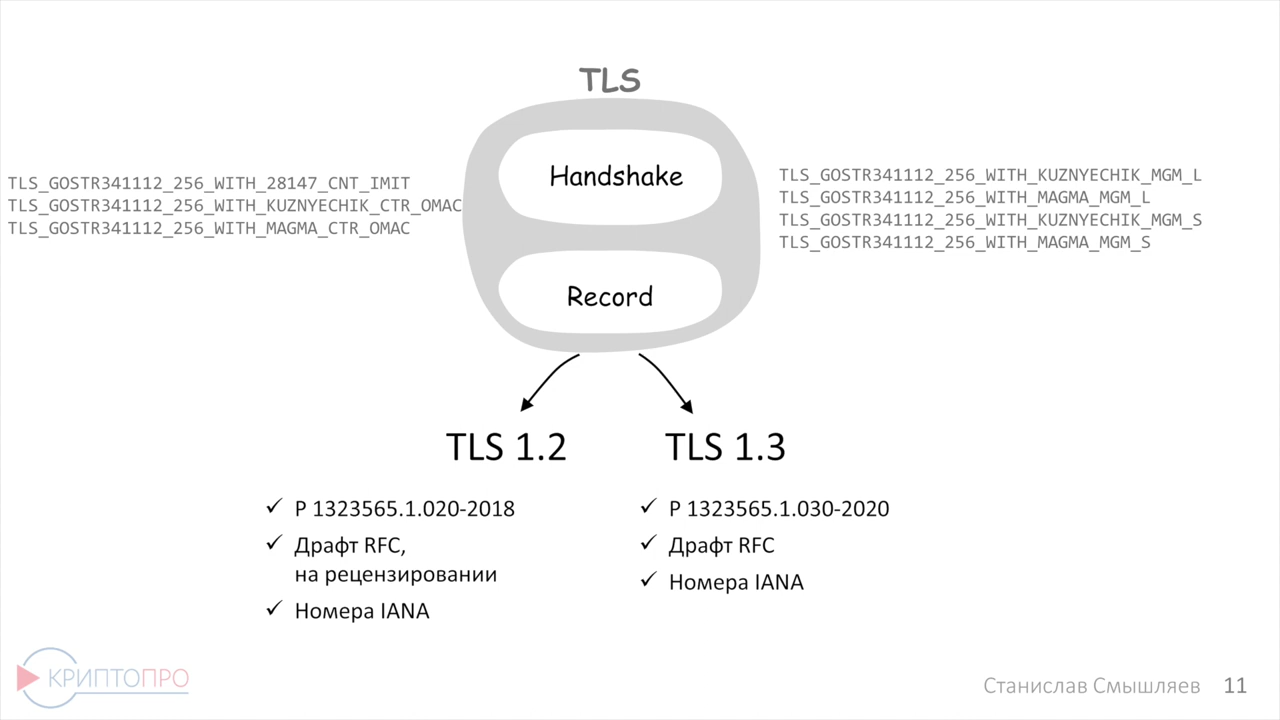 TLS
Handshake
Record
TLS_GOSTR341112_256_WITH_28147_CNT_IMIT
TLS_GOSTR341112_256_WITH_KUZNYECHIK_CTR_OMAC
TLS_GOSTR341112_256_WITH_MAGMA_CTR_OMAC
TLS_GOSTR341112_256_WITH_KUZNYECHIK_MGM_L
TLS_GOSTR341112_256_WITH_MAGMA_MGM_L
TLS_GOSTR341112_256_WITH_KUZNYECHIK_MGM_S
TLS_GOSTR341112_256_WITH_MAGMA_MGM_S
TLS 1.2
✓ Р 1323565.1.020-2018
✓ Драфт RFC,
на рецензировании
✓ Номера IANA
TLS 1.3
✓ Р 1323565.1.030-2020
✓ Драфт RFC
✓ Номера IANA
КРИПТОПРО
Станислав Смышляев 11